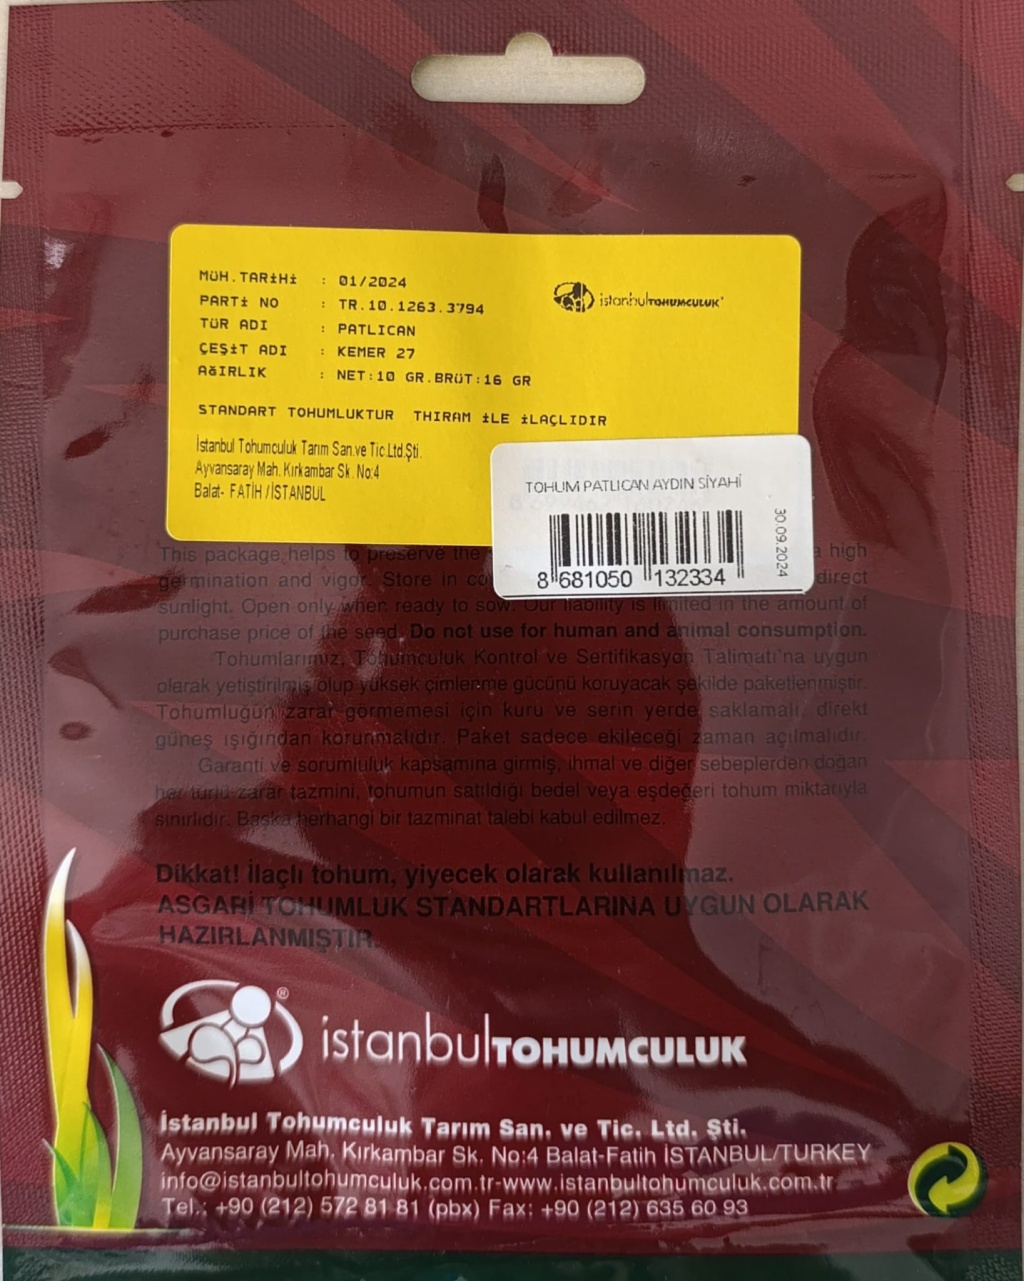 MÜH.TARİHİ : 01/2024
PARTİ NO : TR.10.1263.3794
TÜR ADI : PATLICAN
ÇEŞİT ADI : KEMER 27
AĞIRLIK : NET:10 GR.BRÜT:16 GR
STANDART TOHUMLUKTUR THIRAM İLE İLAÇLIDIR
İstanbul Tohumculuk Tarım San.ve Tic.Ltd.Şti.
Ayvansaray Mah. Kırkambar Sk. No:4
Balat- FATİH / İSTANBUL
istanbulTOHUMCULUK
TOHUM PATLICAN AYDIN SİYAHİ
30.09.2024
8 681050 132334
This package helps to preserve the a high
germination and vigor. Store in direct
sunlight. Open only when ready to sow. Our liability is limited in the amount of
purchase price of the seed. Do not use for human and animal consumption.
Tohumlarımız, Tohumculuk Kontrol ve Sertifikasyon Talimatı'na uygun
olarak yetiştirilmiş olup yüksek çimlenme gücünü koruyacak şekilde paketlenmiştir.
Tohumluğun zarar görmemesi için kuru ve serin yerde saklamalı, direkt
güneş ışığından korunmalıdır. Paket sadece ekileceği zaman açılmalıdır.
Garanti ve sorumluluk kapsamına girmiş, ihmal ve diğer sebeplerden doğan
her türlü zarar tazmini, tohumun satıldığı bedel veya eşdeğeri tohum miktarıyla
sınırlıdır. Başka herhangi bir tazminat talebi kabul edilmez.
Dikkat! İlaçlı tohum, yiyecek olarak kullanılmaz.
ASGARİ TOHUMLUK STANDARTLARINA UYGUN OLARAK
HAZIRLANMIŞTIR.
istanbulTOHUMCULUK
İstanbul Tohumculuk Tarım San. ve Tic. Ltd. Şti.
Ayvansaray Mah. Kırkambar Sk. No:4 Balat-Fatih İSTANBUL/TURKEY
info@istanbultohumculuk.com.tr-www.istanbultohumculuk.com.tr
Tel.: +90 (212) 572 81 81 (pbx) Fax: +90 (212) 635 60 93